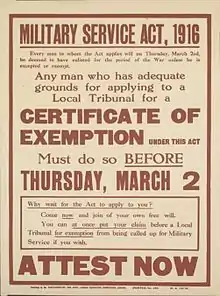 MILITARY SERVICE ACT, 1916
Every man to whom the Act applies will on Thursday, March 2nd,
be deemed to have enlisted for the period of the War unless he is
excepted or exempt.
Any man who has adequate
grounds for applying to a
Local Tribunal for a
CERTIFICATE OF
EXEMPTION UNDER THIS ACT
Must do so BEFORE
THURSDAY, MARCH 2
Why wait for the Act to apply to you?
Come now and join of your own free will.
You can at once put your claim before a Local
Tribunal for exemption from being called up for Military
Service if you wish.
ATTEST NOW